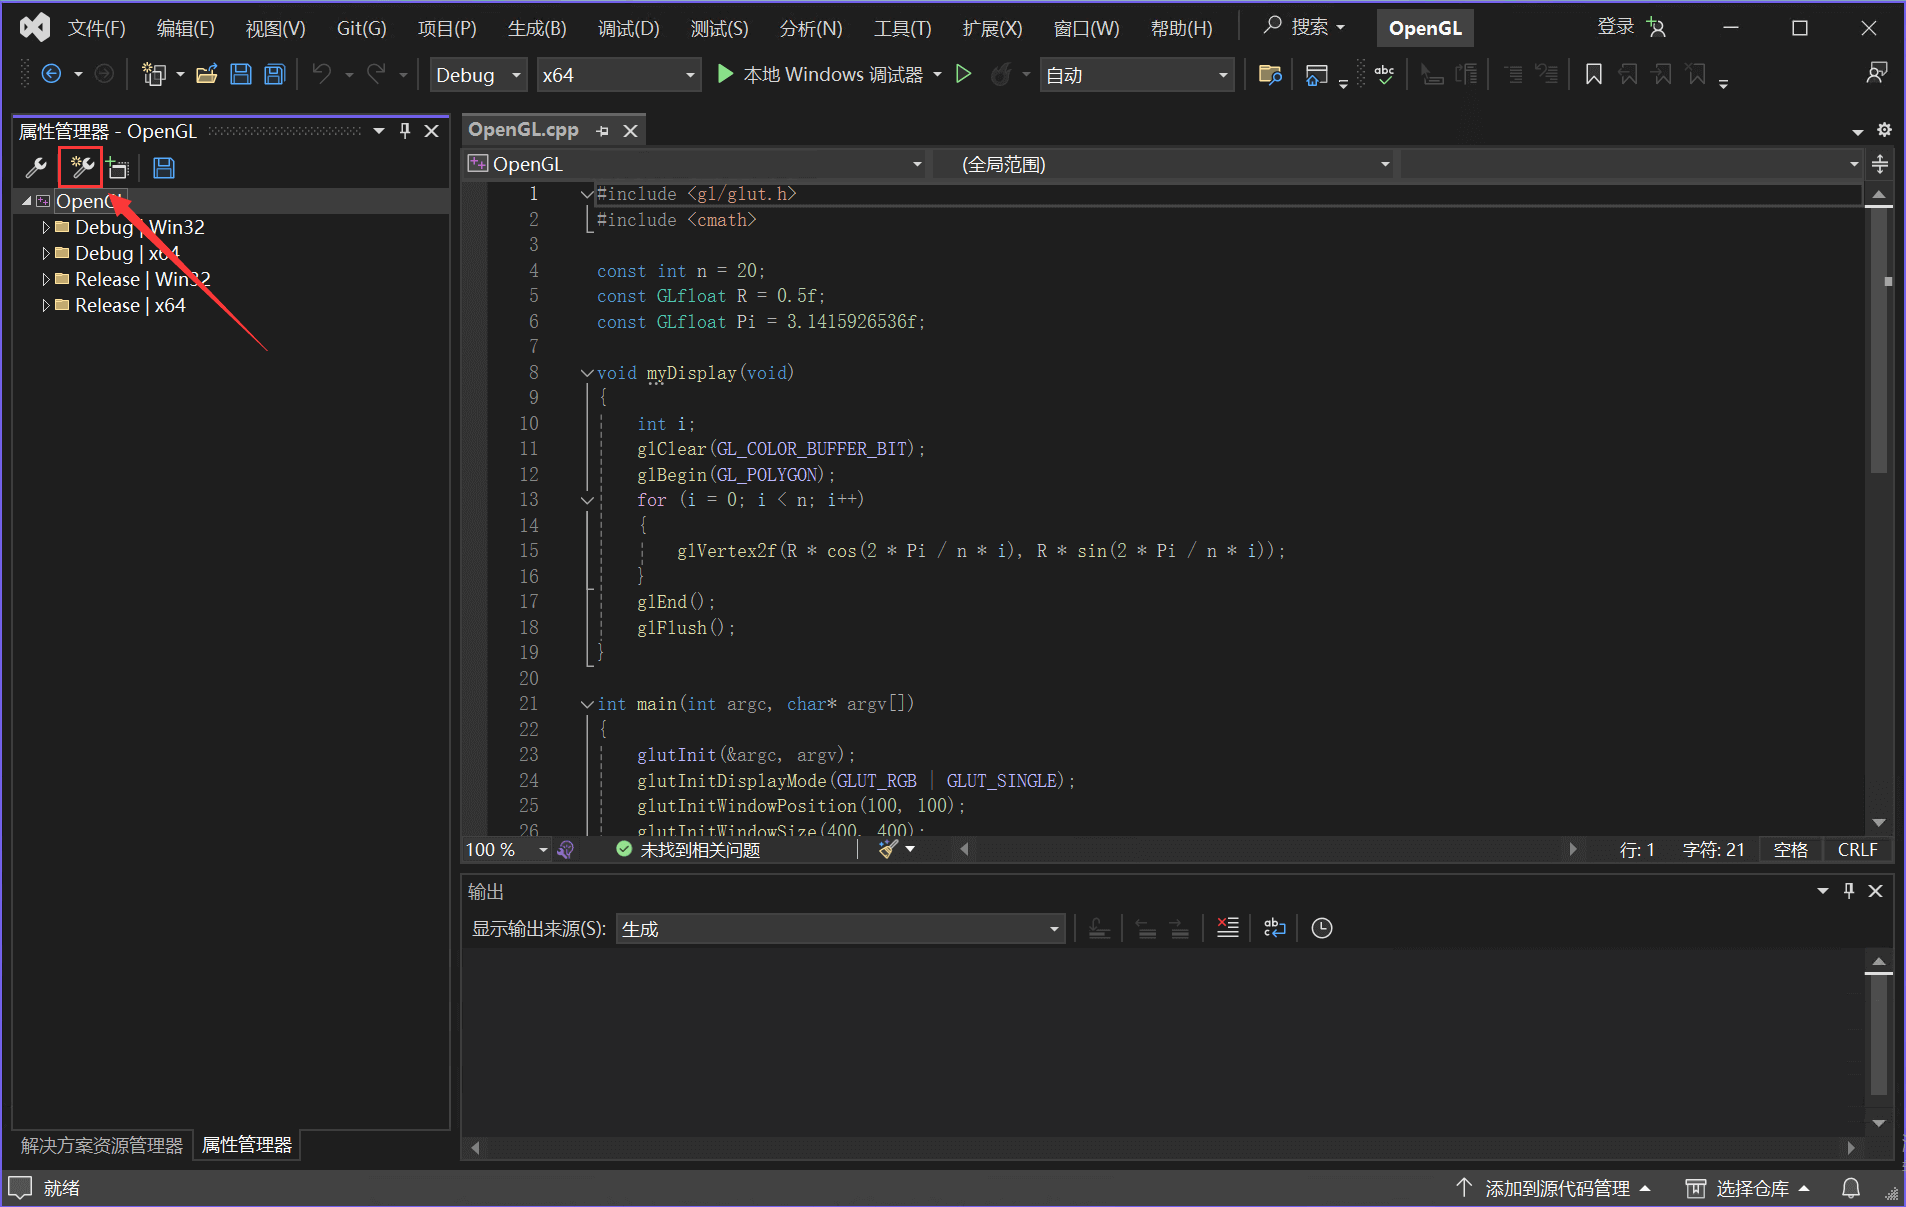 文件(F) 编辑(E) 视图(V) Git(G) 项目(P) 生成(B) 调试(D) 测试(S) 分析(N) 工具(T) 扩展(X) 窗口(W) 帮助(H) 搜索 OpenGL 登录
Debug x64 本地 Windows 调试器 自动
属性管理器 - OpenGL
OpenGL
Debug | Win32
Debug | x64
Release | Win32
Release | x64
解决方案资源管理器 属性管理器
OpenGL.cpp
OpenGL (全局范围)
1 #include <gl/glut.h>
2 #include <cmath>
3
4 const int n = 20;
5 const GLfloat R = 0.5f;
6 const GLfloat Pi = 3.1415926536f;
7
8 void myDisplay(void)
9 {
10 int i;
11 glClear(GL_COLOR_BUFFER_BIT);
12 glBegin(GL_POLYGON);
13 for (i = 0; i < n; i++)
14 {
15 glVertex2f(R * cos(2 * Pi / n * i), R * sin(2 * Pi / n * i));
16 }
17 glEnd();
18 glFlush();
19 }
20
21 int main(int argc, char* argv[])
22 {
23 glutInit(&argc, argv);
24 glutInitDisplayMode(GLUT_RGB | GLUT_SINGLE);
25 glutInitWindowPosition(100, 100);
26 glutInitWindowSize(400, 400);
100 % 未找到相关问题 行: 1 字符: 21 空格 CRLF
输出
显示输出来源(S): 生成
就绪 添加到源代码管理 选择仓库